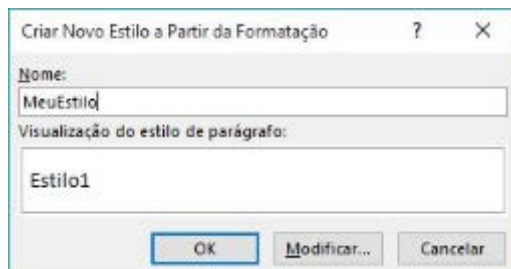 Criar Novo Estilo a Partir da Formatação ? ×
Nome:
MeuEstilo
Visualização do estilo de parágrafo:
Estilo1
OK Modificar... Cancelar